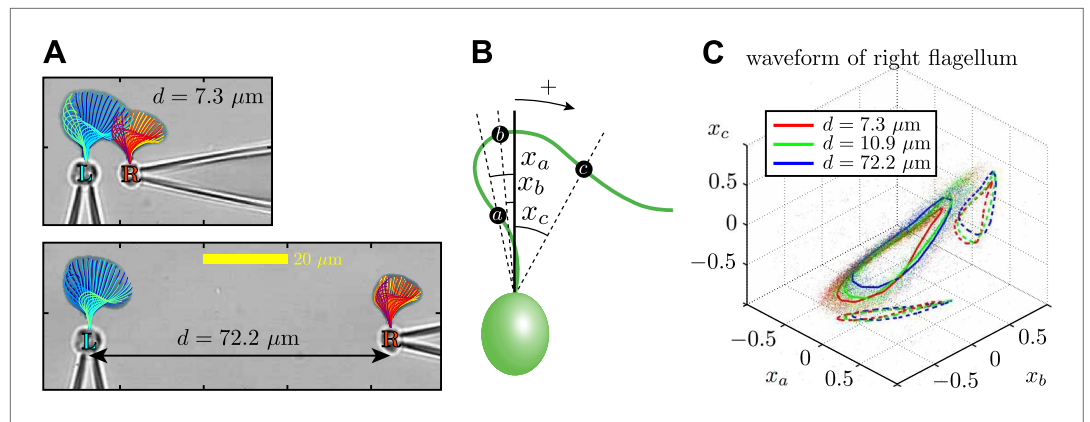 A
d = 7.3 μm
L
R
20 μm
L
R
d = 72.2 μm
B
+
b
x_a
c
x_b
a
x_c
C
waveform of right flagellum
d = 7.3 μm
d = 10.9 μm
d = 72.2 μm
x_c
0.5
0
−0.5
−0.5
0
0.5
x_a
−0.5
0
0.5
x_b